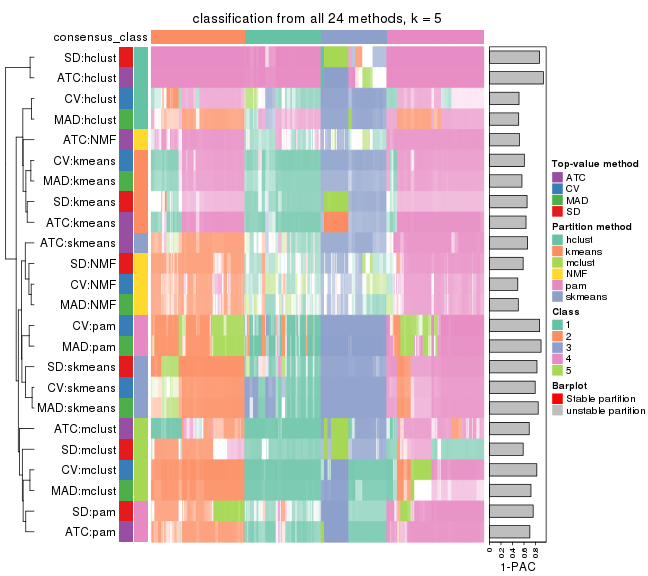 classification from all 24 methods, k = 5
consensus_class
SD:hclust
ATC:hclust
CV:hclust
MAD:hclust
ATC:NMF
CV:kmeans
MAD:kmeans
SD:kmeans
ATC:kmeans
ATC:skmeans
SD:NMF
CV:NMF
MAD:NMF
CV:pam
MAD:pam
SD:skmeans
CV:skmeans
MAD:skmeans
ATC:mclust
SD:mclust
CV:mclust
MAD:mclust
SD:pam
ATC:pam
0
0.2
0.4
0.6
0.8
1-PAC
Top-value method
ATC
CV
MAD
SD
Partition method
hclust
kmeans
mclust
NMF
pam
skmeans
Class
1
2
3
4
5
Barplot
Stable partition
unstable partition